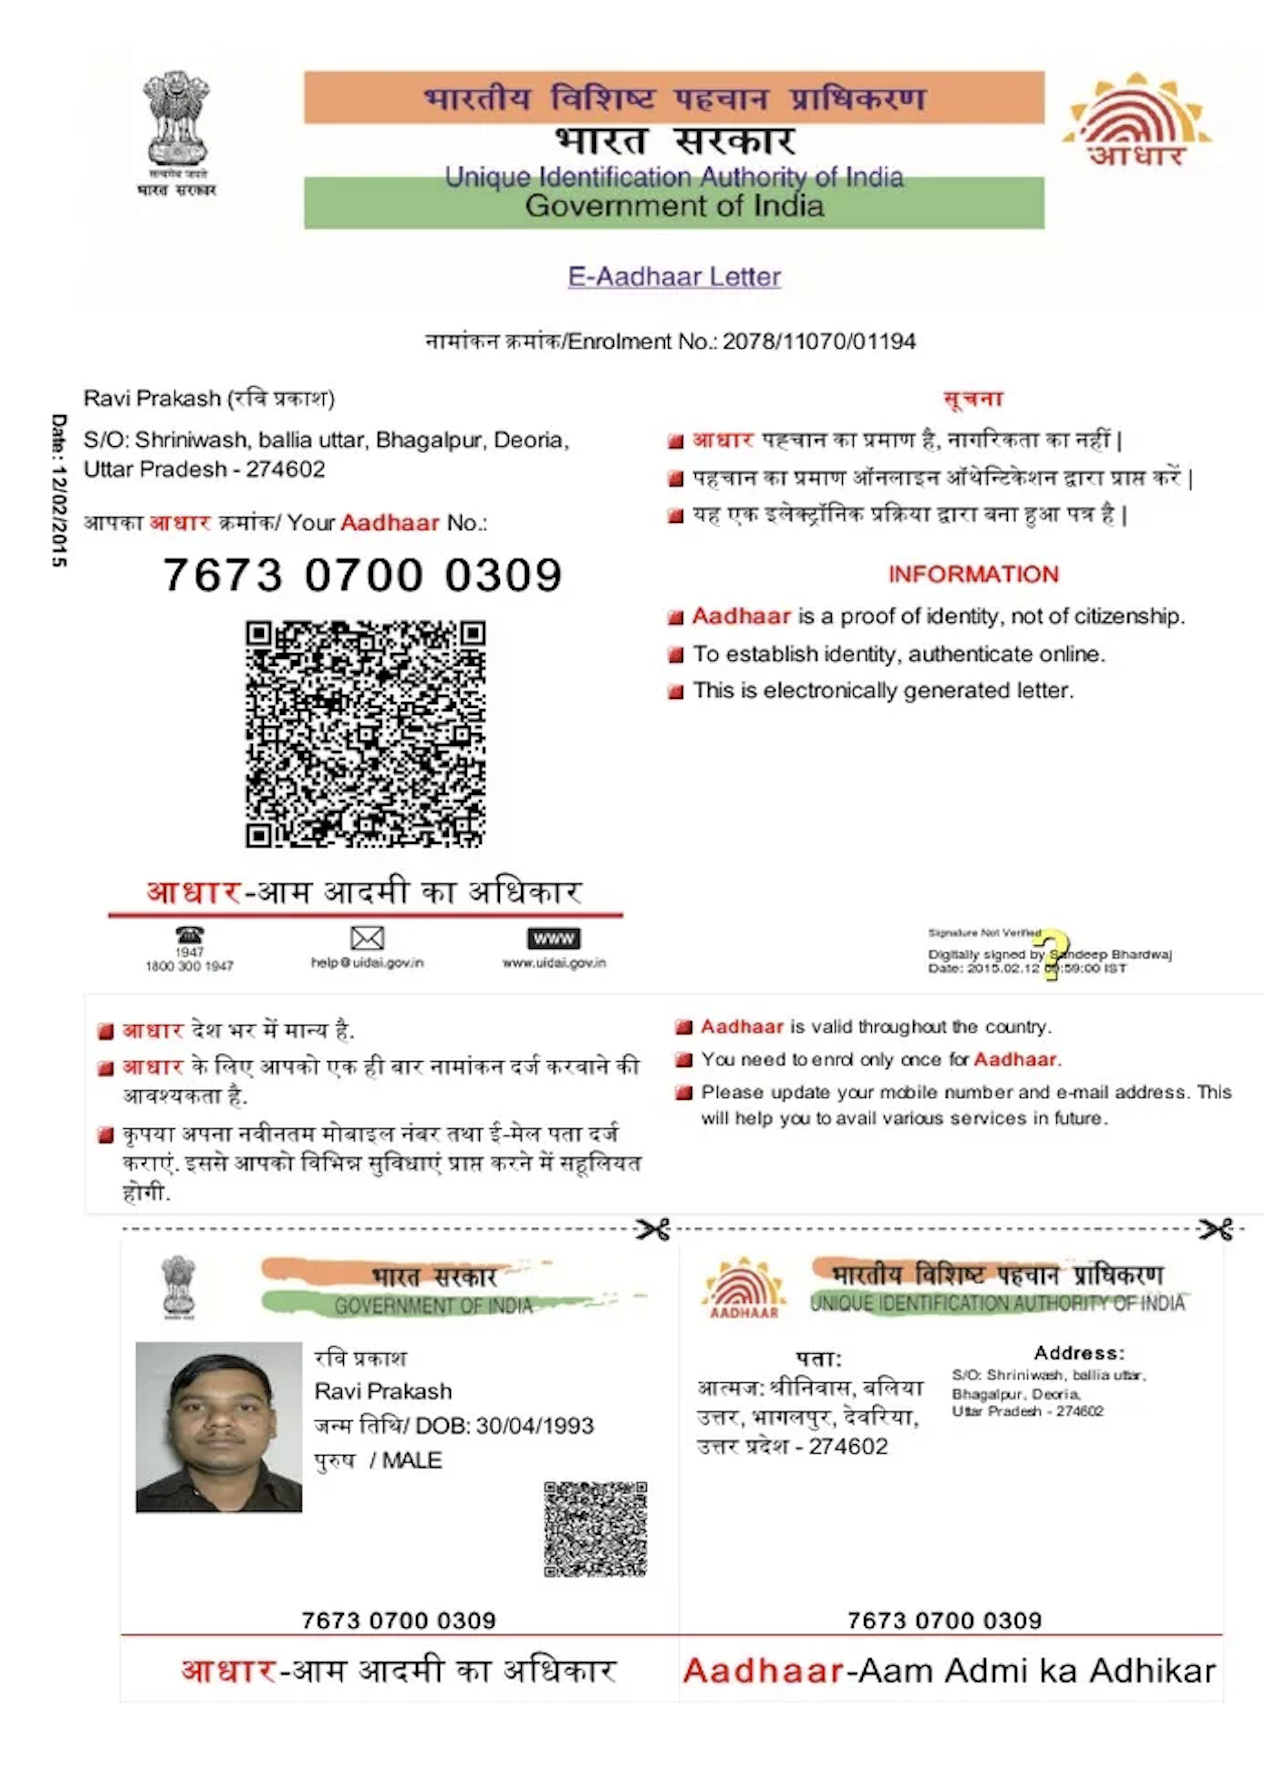 भारतीय विशिष्ट पहचान प्राधिकरण
भारत सरकार
Unique Identification Authority of India
Government of India
सत्यमेव जयते
भारत सरकार
आधार
E-Aadhaar Letter
नामांकन क्रमांक/Enrolment No.: 2078/11070/01194
Date: 12/02/2015
Ravi Prakash (रवि प्रकाश)
S/O: Shriniwash, ballia uttar, Bhagalpur, Deoria,
Uttar Pradesh - 274602
आपका आधार क्रमांक/ Your Aadhaar No.:
7673 0700 0309
सूचना
आधार पहचान का प्रमाण है, नागरिकता का नहीं |
पहचान का प्रमाण ऑनलाइन ऑथेन्टिकेशन द्वारा प्राप्त करें |
यह एक इलेक्ट्रॉनिक प्रक्रिया द्वारा बना हुआ पत्र है |
INFORMATION
Aadhaar is a proof of identity, not of citizenship.
To establish identity, authenticate online.
This is electronically generated letter.
आधार-आम आदमी का अधिकार
1947
1800 300 1947
help@uidai.gov.in
www
www.uidai.gov.in
Signature Not Verified
Digitally signed by Sandeep Bhardwaj
Date: 2015.02.12 09:59:00 IST
आधार देश भर में मान्य है.
आधार के लिए आपको एक ही बार नामांकन दर्ज करवाने की
आवश्यकता है.
कृपया अपना नवीनतम मोबाइल नंबर तथा ई-मेल पता दर्ज
कराएं. इससे आपको विभिन्न सुविधाएं प्राप्त करने में सहूलियत
होगी.
Aadhaar is valid throughout the country.
You need to enrol only once for Aadhaar.
Please update your mobile number and e-mail address. This
will help you to avail various services in future.
भारत सरकार
GOVERNMENT OF INDIA
रवि प्रकाश
Ravi Prakash
जन्म तिथि/ DOB: 30/04/1993
पुरुष / MALE
7673 0700 0309
आधार-आम आदमी का अधिकार
AADHAAR
भारतीय विशिष्ट पहचान प्राधिकरण
UNIQUE IDENTIFICATION AUTHORITY OF INDIA
पता:
आत्मज: श्रीनिवास, बलिया
उत्तर, भागलपुर, देवरिया,
उत्तर प्रदेश - 274602
Address:
S/O: Shriniwash, ballia uttar,
Bhagalpur, Deoria,
Uttar Pradesh - 274602
7673 0700 0309
Aadhaar-Aam Admi ka Adhikar